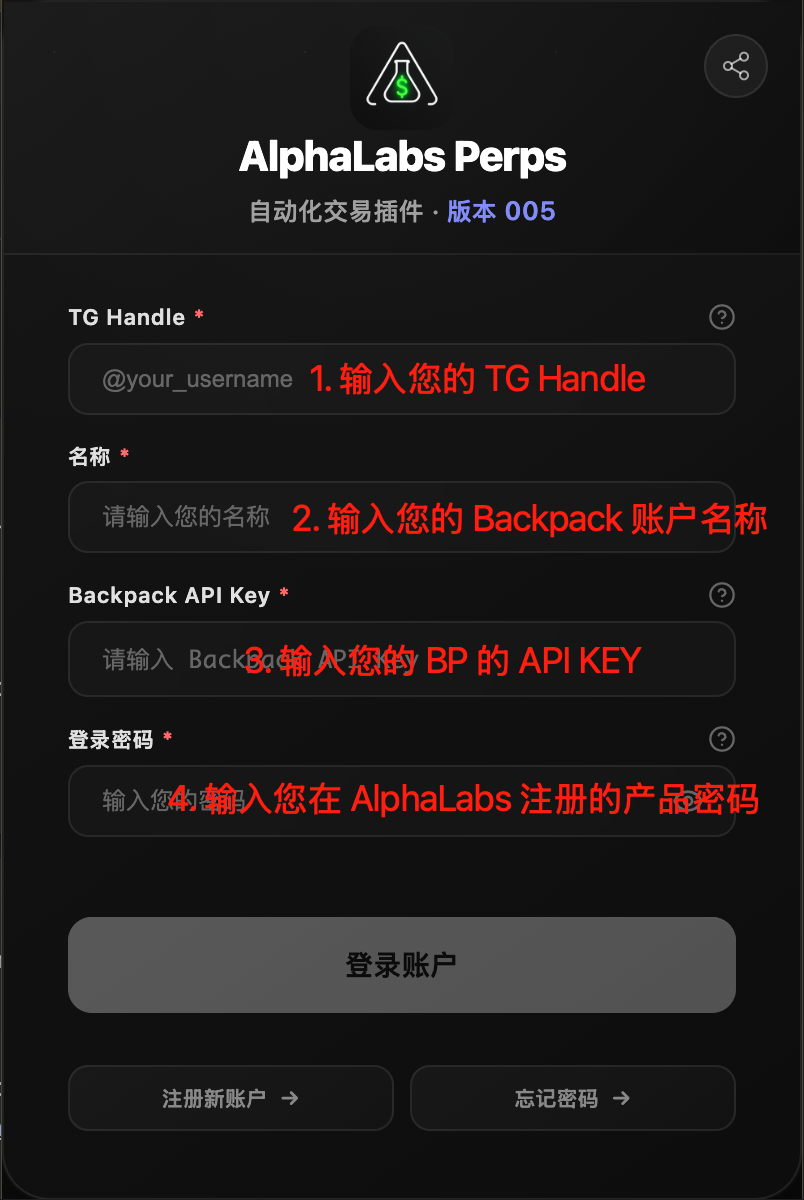 AlphaLabs Perps
自动化交易插件 · 版本 005
TG Handle *
@your_username 1. 输入您的 TG Handle
名称 *
请输入您的名称 2. 输入您的 Backpack 账户名称
Backpack API Key *
请输入 Backpack API Key 3. 输入您的 BP 的 API KEY
登录密码 *
输入您的密码 4. 输入您在 AlphaLabs 注册的产品密码
登录账户
注册新账户 →
忘记密码 →